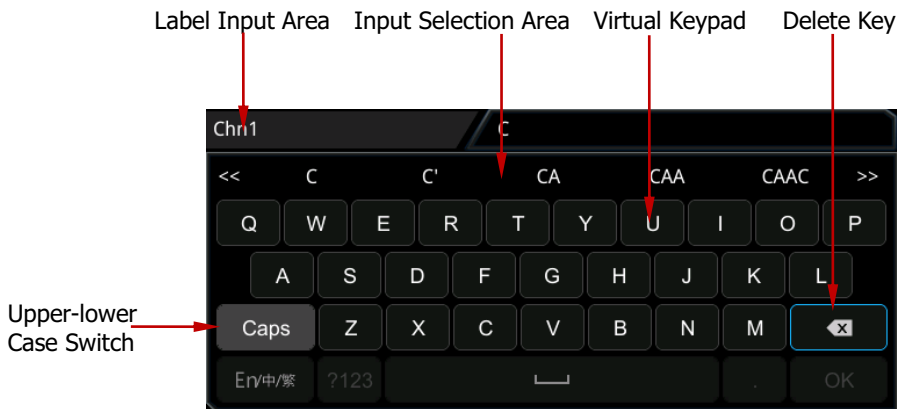 Label Input Area Input Selection Area Virtual Keypad Delete Key
Chn1 C
<< C C' CA CAA CAAC >>
Q W E R T Y U I O P
A S D F G H J K L
Upper-lower
Case Switch
Caps Z X C V B N M
En/中/繁 ?123 . OK